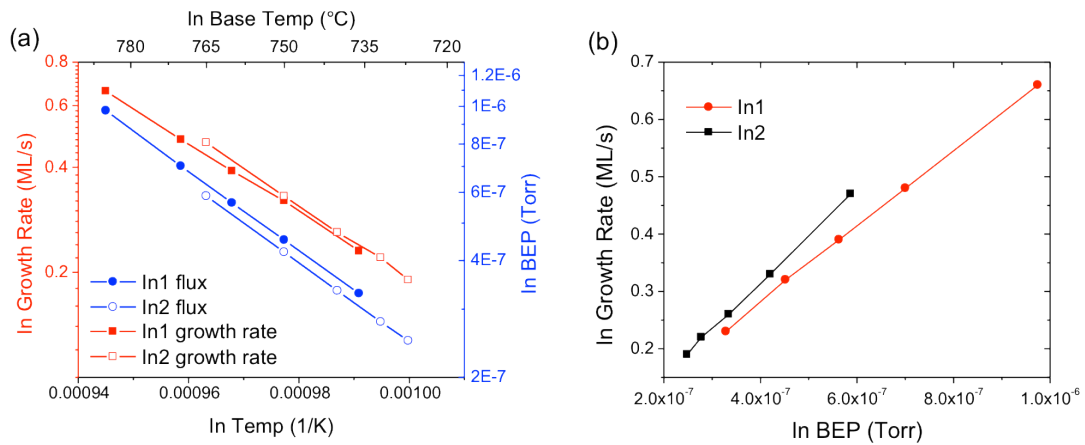 (a)
In Base Temp (°C)
780 765 750 735 720
In Growth Rate (ML/s)
0.8
0.6
0.4
0.2
1.2E-6
1E-6
8E-7
6E-7
4E-7
2E-7
In BEP (Torr)
In1 flux
In2 flux
In1 growth rate
In2 growth rate
0.00094 0.00096 0.00098 0.00100
In Temp (1/K)
(b)
In Growth Rate (ML/s)
0.7
0.6
0.5
0.4
0.3
0.2
In1
In2
2.0x10-7 4.0x10-7 6.0x10-7 8.0x10-7 1.0x10-6
In BEP (Torr)